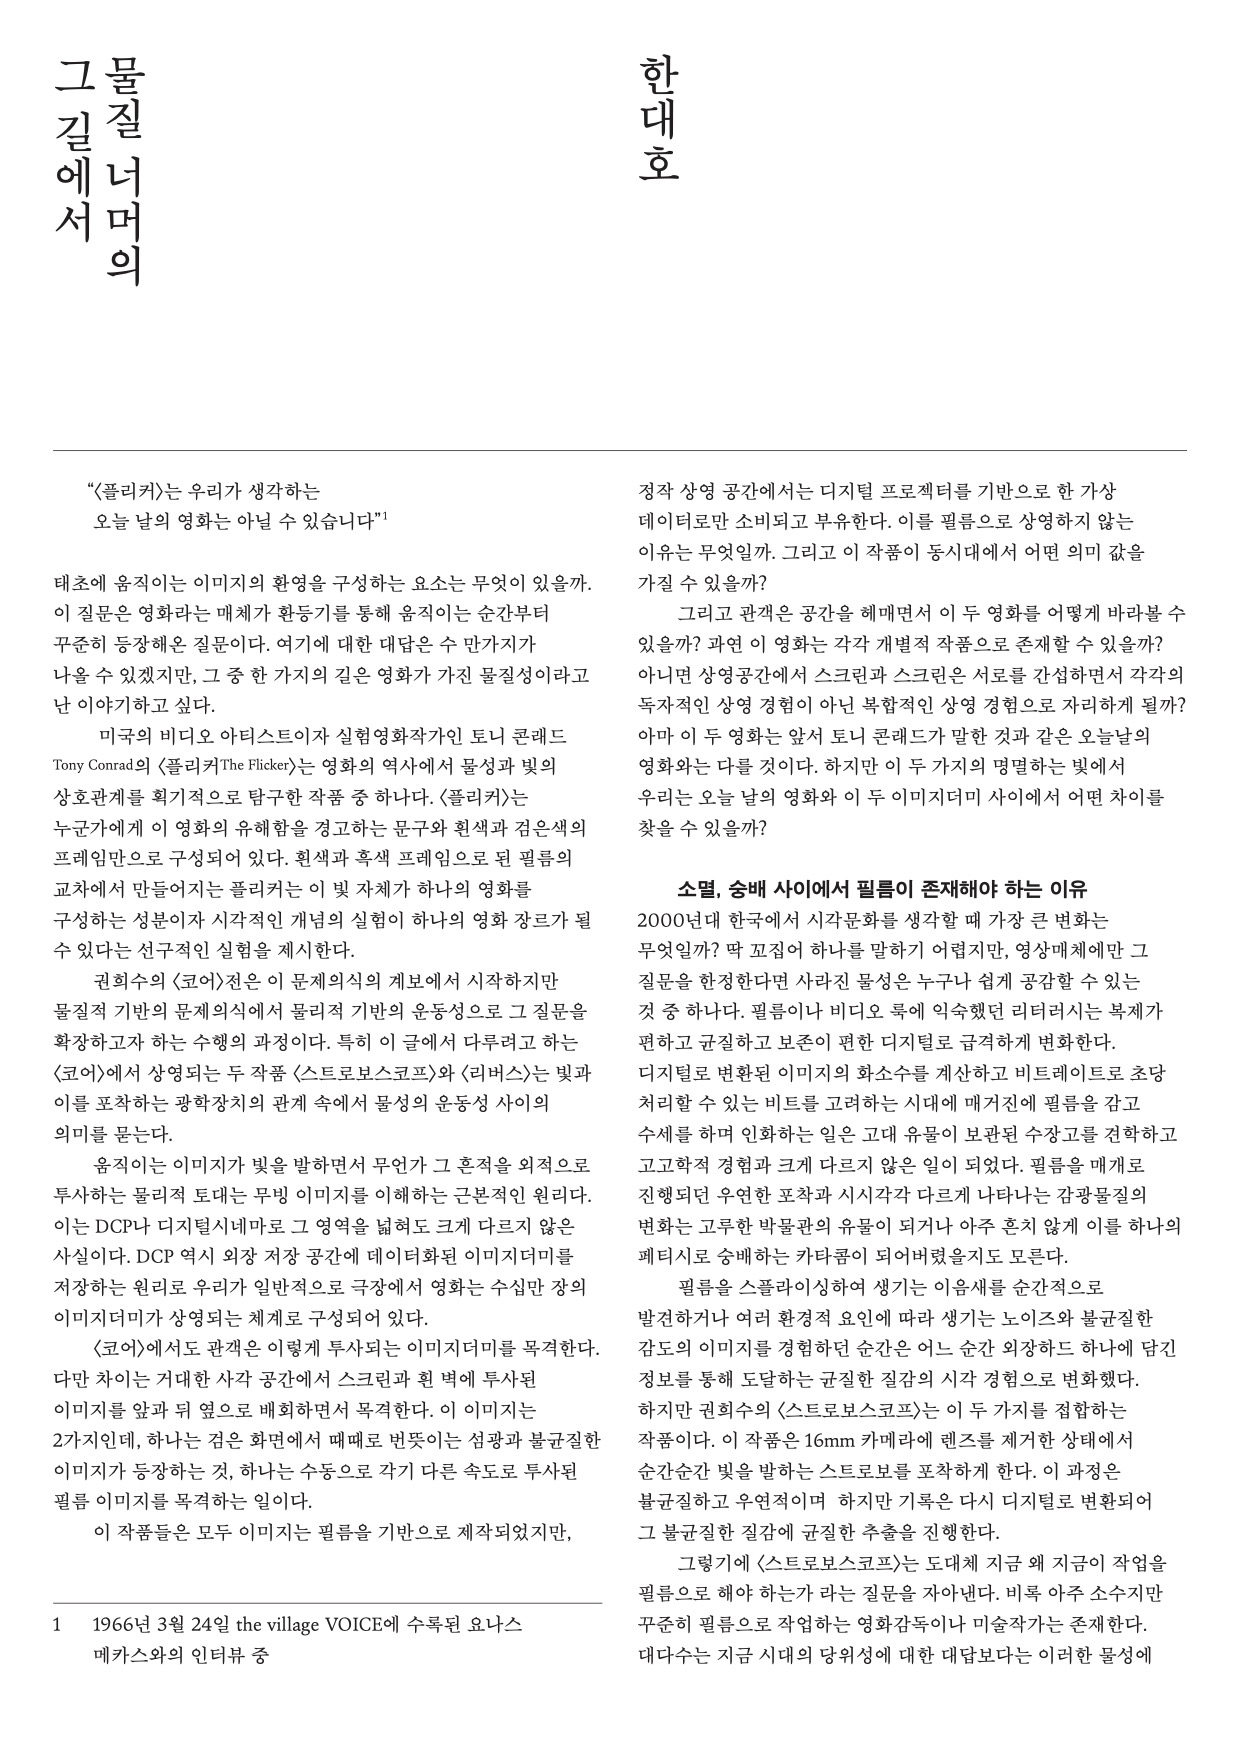 물질 너머의
그 길에서
한대호
“〈플리커〉는 우리가 생각하는
오늘 날의 영화는 아닐 수 있습니다”1
태초에 움직이는 이미지의 환영을 구성하는 요소는 무엇이 있을까.
이 질문은 영화라는 매체가 환등기를 통해 움직이는 순간부터
꾸준히 등장해온 질문이다. 여기에 대한 대답은 수 만가지가
나올 수 있겠지만, 그 중 한 가지의 길은 영화가 가진 물질성이라고
난 이야기하고 싶다.
미국의 비디오 아티스트이자 실험영화작가인 토니 콘래드
Tony Conrad의 〈플리커The Flicker〉는 영화의 역사에서 물성과 빛의
상호관계를 획기적으로 탐구한 작품 중 하나다. 〈플리커〉는
누군가에게 이 영화의 유해함을 경고하는 문구와 흰색과 검은색의
프레임만으로 구성되어 있다. 흰색과 흑색 프레임으로 된 필름의
교차에서 만들어지는 플리커는 이 빛 자체가 하나의 영화를
구성하는 성분이자 시각적인 개념의 실험이 하나의 영화 장르가 될
수 있다는 선구적인 실험을 제시한다.
권희수의 〈코어〉전은 이 문제의식의 계보에서 시작하지만
물질적 기반의 문제의식에서 물리적 기반의 운동성으로 그 질문을
확장하고자 하는 수행의 과정이다. 특히 이 글에서 다루려고 하는
〈코어〉에서 상영되는 두 작품 〈스트로보스코프〉와 〈리버스〉는 빛과
이를 포착하는 광학장치의 관계 속에서 물성의 운동성 사이의
의미를 묻는다.
움직이는 이미지가 빛을 발하면서 무언가 그 흔적을 외적으로
투사하는 물리적 토대는 무빙 이미지를 이해하는 근본적인 원리다.
이는 DCP나 디지털시네마로 그 영역을 넓혀도 크게 다르지 않은
사실이다. DCP 역시 외장 저장 공간에 데이터화된 이미지더미를
저장하는 원리로 우리가 일반적으로 극장에서 영화는 수십만 장의
이미지더미가 상영되는 체계로 구성되어 있다.
〈코어〉에서도 관객은 이렇게 투사되는 이미지더미를 목격한다.
다만 차이는 거대한 사각 공간에서 스크린과 흰 벽에 투사된
이미지를 앞과 뒤 옆으로 배회하면서 목격한다. 이 이미지는
2가지인데, 하나는 검은 화면에서 때때로 번뜻이는 섬광과 불균질한
이미지가 등장하는 것, 하나는 수동으로 각기 다른 속도로 투사된
필름 이미지를 목격하는 일이다.
이 작품들은 모두 이미지는 필름을 기반으로 제작되었지만,
1 1966년 3월 24일 the village VOICE에 수록된 요나스
메카스와의 인터뷰 중
정작 상영 공간에서는 디지털 프로젝터를 기반으로 한 가상
데이터로만 소비되고 부유한다. 이를 필름으로 상영하지 않는
이유는 무엇일까. 그리고 이 작품이 동시대에서 어떤 의미 값을
가질 수 있을까?
그리고 관객은 공간을 헤매면서 이 두 영화를 어떻게 바라볼 수
있을까? 과연 이 영화는 각각 개별적 작품으로 존재할 수 있을까?
아니면 상영공간에서 스크린과 스크린은 서로를 간섭하면서 각각의
독자적인 상영 경험이 아닌 복합적인 상영 경험으로 자리하게 될까?
아마 이 두 영화는 앞서 토니 콘래드가 말한 것과 같은 오늘날의
영화와는 다를 것이다. 하지만 이 두 가지의 명멸하는 빛에서
우리는 오늘 날의 영화와 이 두 이미지더미 사이에서 어떤 차이를
찾을 수 있을까?
소멸, 숭배 사이에서 필름이 존재해야 하는 이유
2000년대 한국에서 시각문화를 생각할 때 가장 큰 변화는
무엇일까? 딱 꼬집어 하나를 말하기 어렵지만, 영상매체에만 그
질문을 한정한다면 사라진 물성은 누구나 쉽게 공감할 수 있는
것 중 하나다. 필름이나 비디오 룩에 익숙했던 리터러시는 복제가
편하고 균질하고 보존이 편한 디지털로 급격하게 변화한다.
디지털로 변환된 이미지의 화소수를 계산하고 비트레이트로 초당
처리할 수 있는 비트를 고려하는 시대에 매거진에 필름을 감고
수세를 하며 인화하는 일은 고대 유물이 보관된 수장고를 견학하고
고고학적 경험과 크게 다르지 않은 일이 되었다. 필름을 매개로
진행되던 우연한 포착과 시시각각 다르게 나타나는 감광물질의
변화는 고루한 박물관의 유물이 되거나 아주 흔치 않게 이를 하나의
페티시로 숭배하는 카타콤이 되어버렸을지도 모른다.
필름을 스플라이싱하여 생기는 이음새를 순간적으로
발견하거나 여러 환경적 요인에 따라 생기는 노이즈와 불균질한
감도의 이미지를 경험하던 순간은 어느 순간 외장하드 하나에 담긴
정보를 통해 도달하는 균질한 질감의 시각 경험으로 변화했다.
하지만 권희수의 〈스트로보스코프〉는 이 두 가지를 접합하는
작품이다. 이 작품은 16mm 카메라에 렌즈를 제거한 상태에서
순간순간 빛을 발하는 스트로보를 포착하게 한다. 이 과정은
불균질하고 우연적이며 하지만 기록은 다시 디지털로 변환되어
그 불균질한 질감에 균질한 추출을 진행한다.
그렇기에 〈스트로보스코프〉는 도대체 지금 왜 지금이 작업을
필름으로 해야 하는가 라는 질문을 자아낸다. 비록 아주 소수지만
꾸준히 필름으로 작업하는 영화감독이나 미술작가는 존재한다.
대다수는 지금 시대의 당위성에 대한 대답보다는 이러한 물성에